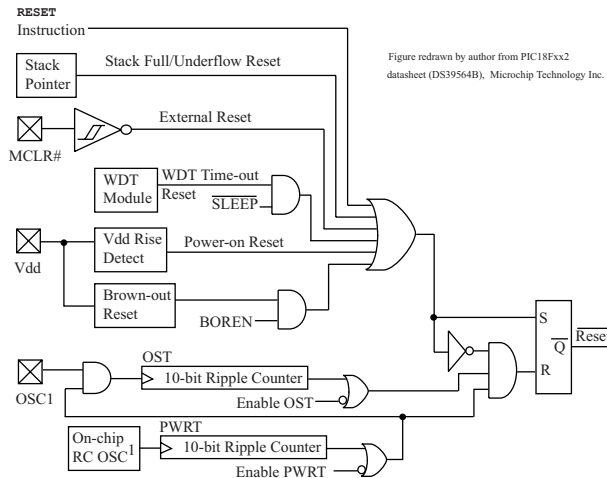 RESET
Instruction
Figure redrawn by author from PIC18Fxx2
datasheet (DS39564B), Microchip Technology Inc.
Stack
Pointer
Stack Full/Underflow Reset
MCLR#
External Reset
WDT
Module
WDT Time-out
Reset
SLEEP
Vdd
Vdd Rise
Detect
Power-on Reset
Brown-out
Reset
BOREN
S
Q
R
Reset
OSC1
OST
10-bit Ripple Counter
Enable OST
On-chip
RC OSC1
PWRT
10-bit Ripple Counter
Enable PWRT